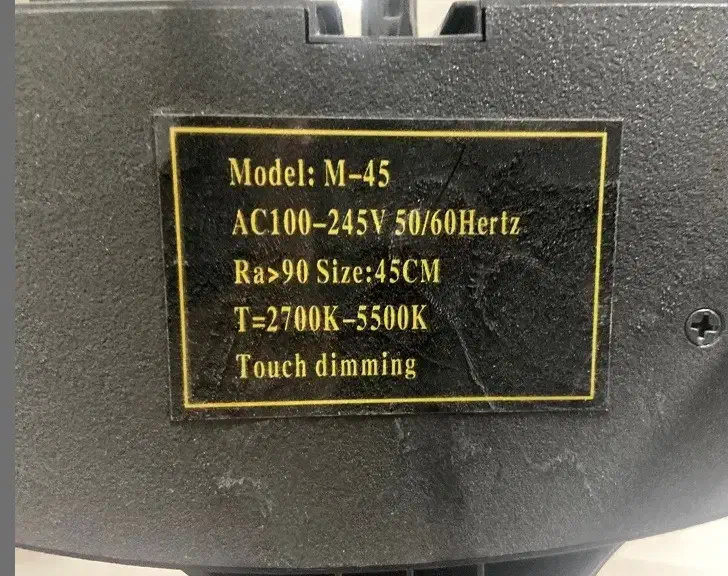 Model: M-45
AC100-245V 50/60Hertz
Ra>90 Size:45CM
T=2700K-5500K
Touch dimming